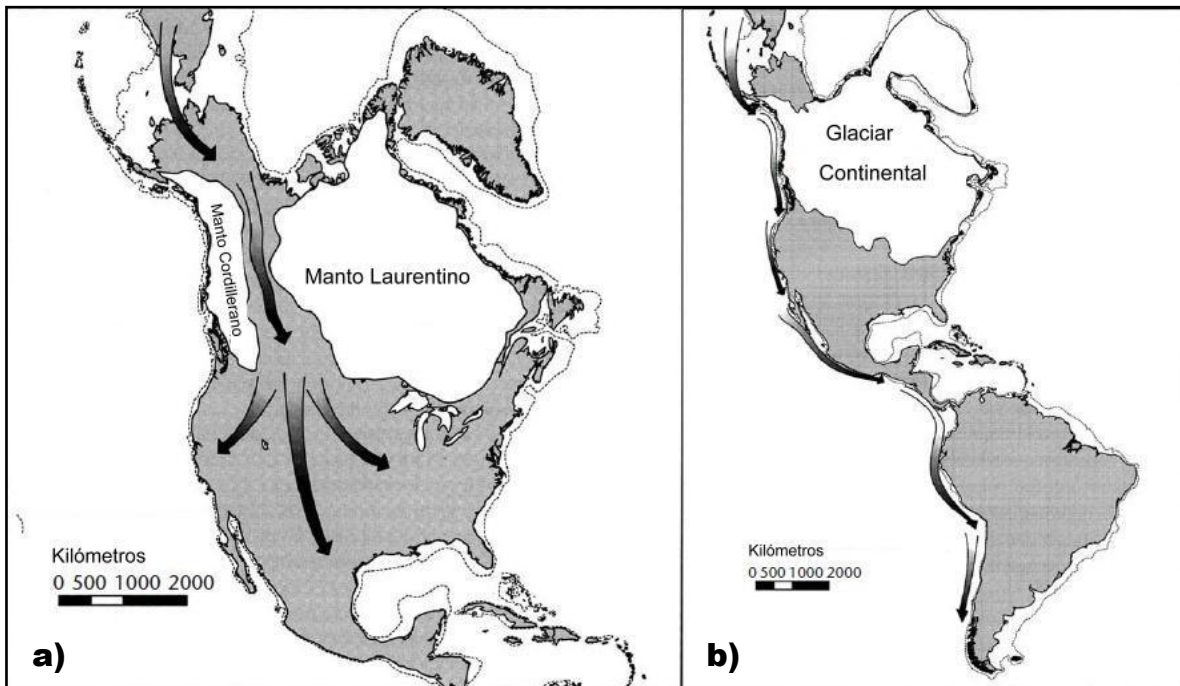 Manto Cordillerano
Manto Laurentino
Kilómetros
0 500 1000 2000
a)
Glaciar
Continental
Kilómetros
0 500 1000 2000
b)